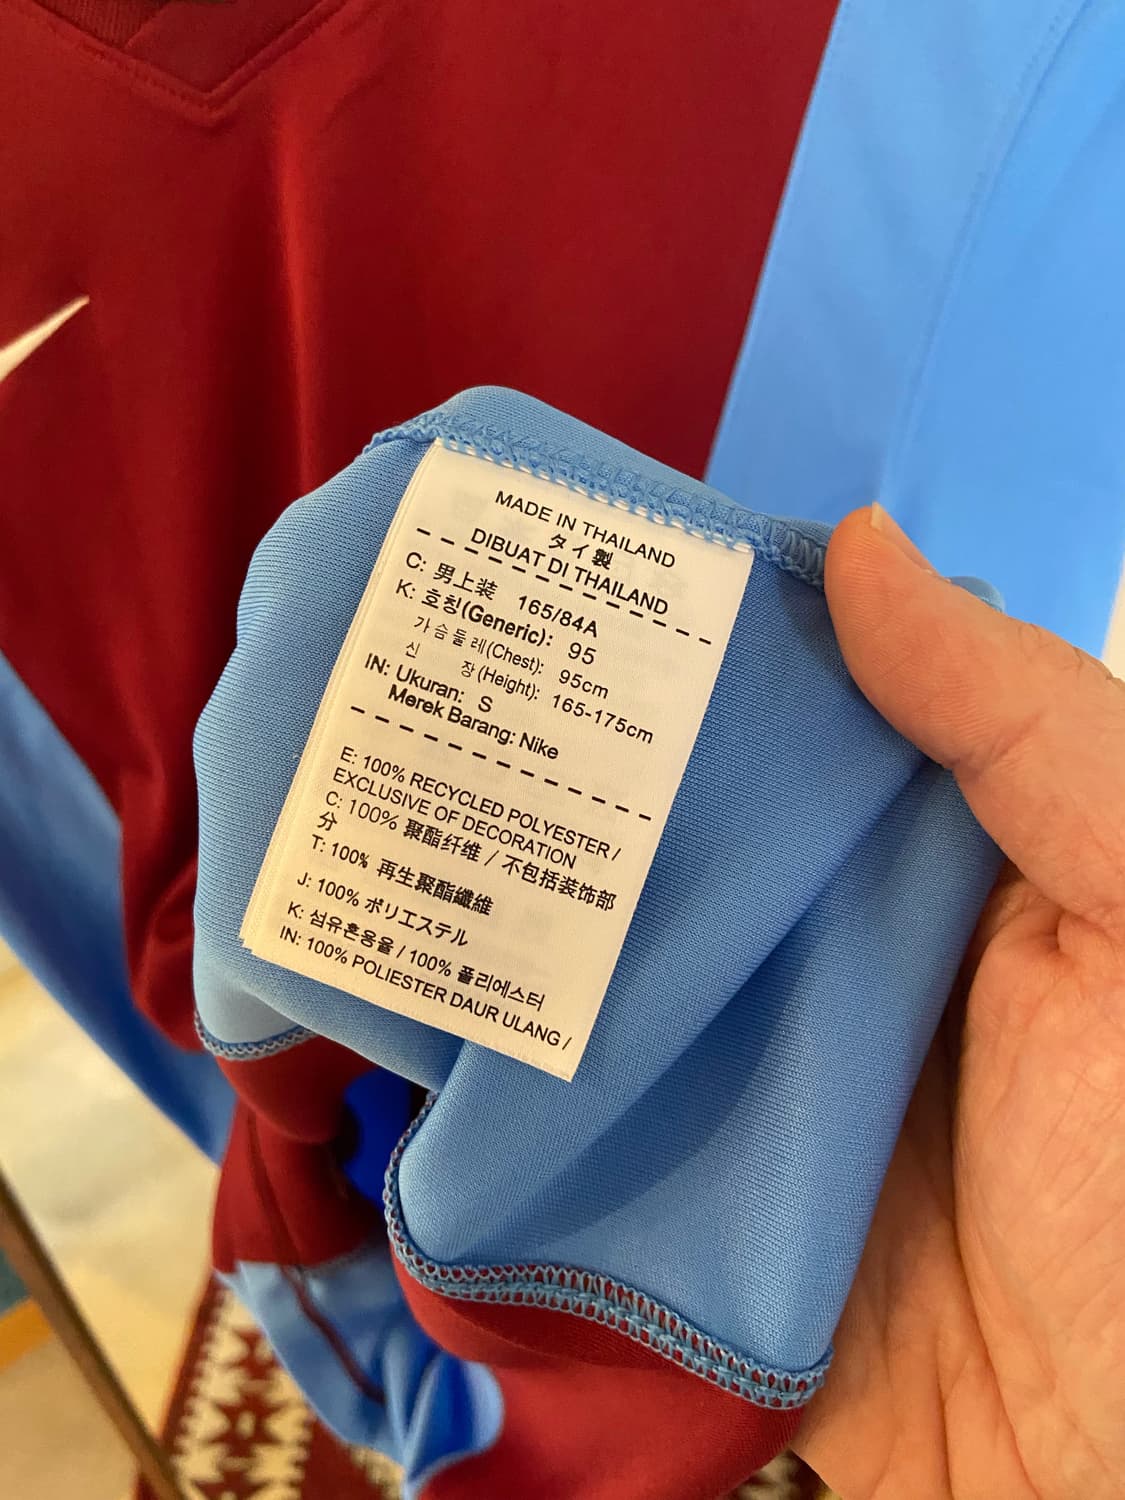 MADE IN THAILAND
タイ製
DIBUAT DI THAILAND
C: 男上装 165/84A
K: 호칭(Generic): 95
가슴둘레(Chest): 95cm
신 장(Height): 165-175cm
IN: Ukuran: S
Merek Barang: Nike
E: 100% RECYCLED POLYESTER /
EXCLUSIVE OF DECORATION
C: 100% 聚酯纤维 / 不包括装饰部
分
T: 100% 再生聚酯纖維
J: 100% ポリエステル
K: 섬유혼용율 / 100% 폴리에스터
IN: 100% POLIESTER DAUR ULANG /